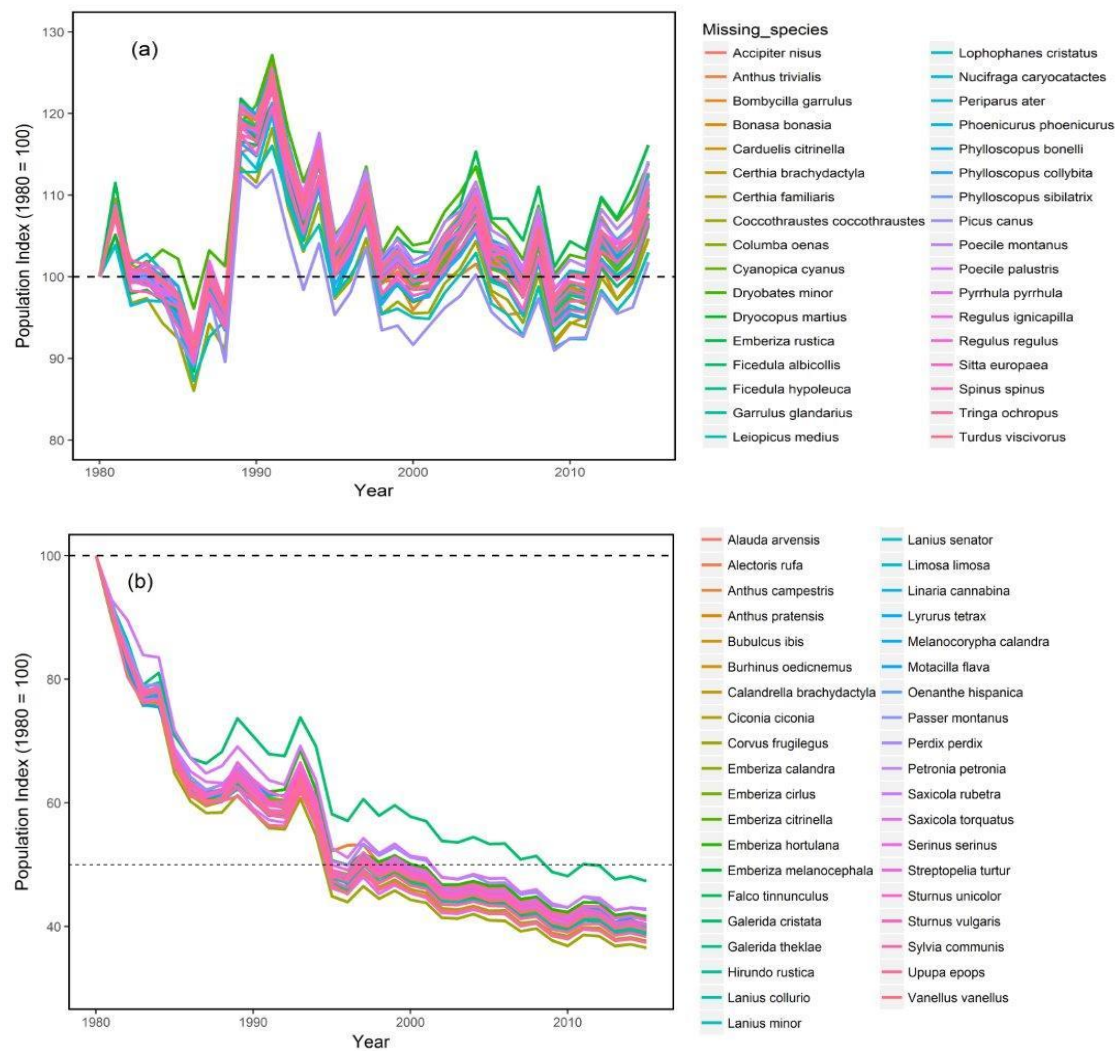 (a)
Population Index (1980 = 100)
130
120
110
100
90
80
1980
1990
2000
2010
Year
Missing_species
Accipiter nisus
Anthus trivialis
Bombycilla garrulus
Bonasa bonasia
Carduelis citrinella
Certhia brachydactyla
Certhia familiaris
Coccothraustes coccothraustes
Columba oenas
Cyanopica cyanus
Dryobates minor
Dryocopus martius
Emberiza rustica
Ficedula albicollis
Ficedula hypoleuca
Garrulus glandarius
Leiopicus medius
Lophophanes cristatus
Nucifraga caryocatactes
Periparus ater
Phoenicurus phoenicurus
Phylloscopus bonelli
Phylloscopus collybita
Phylloscopus sibilatrix
Picus canus
Poecile montanus
Poecile palustris
Pyrrhula pyrrhula
Regulus ignicapilla
Regulus regulus
Sitta europaea
Spinus spinus
Tringa ochropus
Turdus viscivorus
(b)
Population Index (1980 = 100)
100
80
60
40
1980
1990
2000
2010
Year
Alauda arvensis
Alectoris rufa
Anthus campestris
Anthus pratensis
Bubulcus ibis
Burhinus oedicnemus
Calandrella brachydactyla
Ciconia ciconia
Corvus frugilegus
Emberiza calandra
Emberiza cirlus
Emberiza citrinella
Emberiza hortulana
Emberiza melanocephala
Falco tinnunculus
Galerida cristata
Galerida theklae
Hirundo rustica
Lanius collurio
Lanius minor
Lanius senator
Limosa limosa
Linaria cannabina
Lyrurus tetrax
Melanocorypha calandra
Motacilla flava
Oenanthe hispanica
Passer montanus
Perdix perdix
Petronia petronia
Saxicola rubetra
Saxicola torquatus
Serinus serinus
Streptopelia turtur
Sturnus unicolor
Sturnus vulgaris
Sylvia communis
Upupa epops
Vanellus vanellus